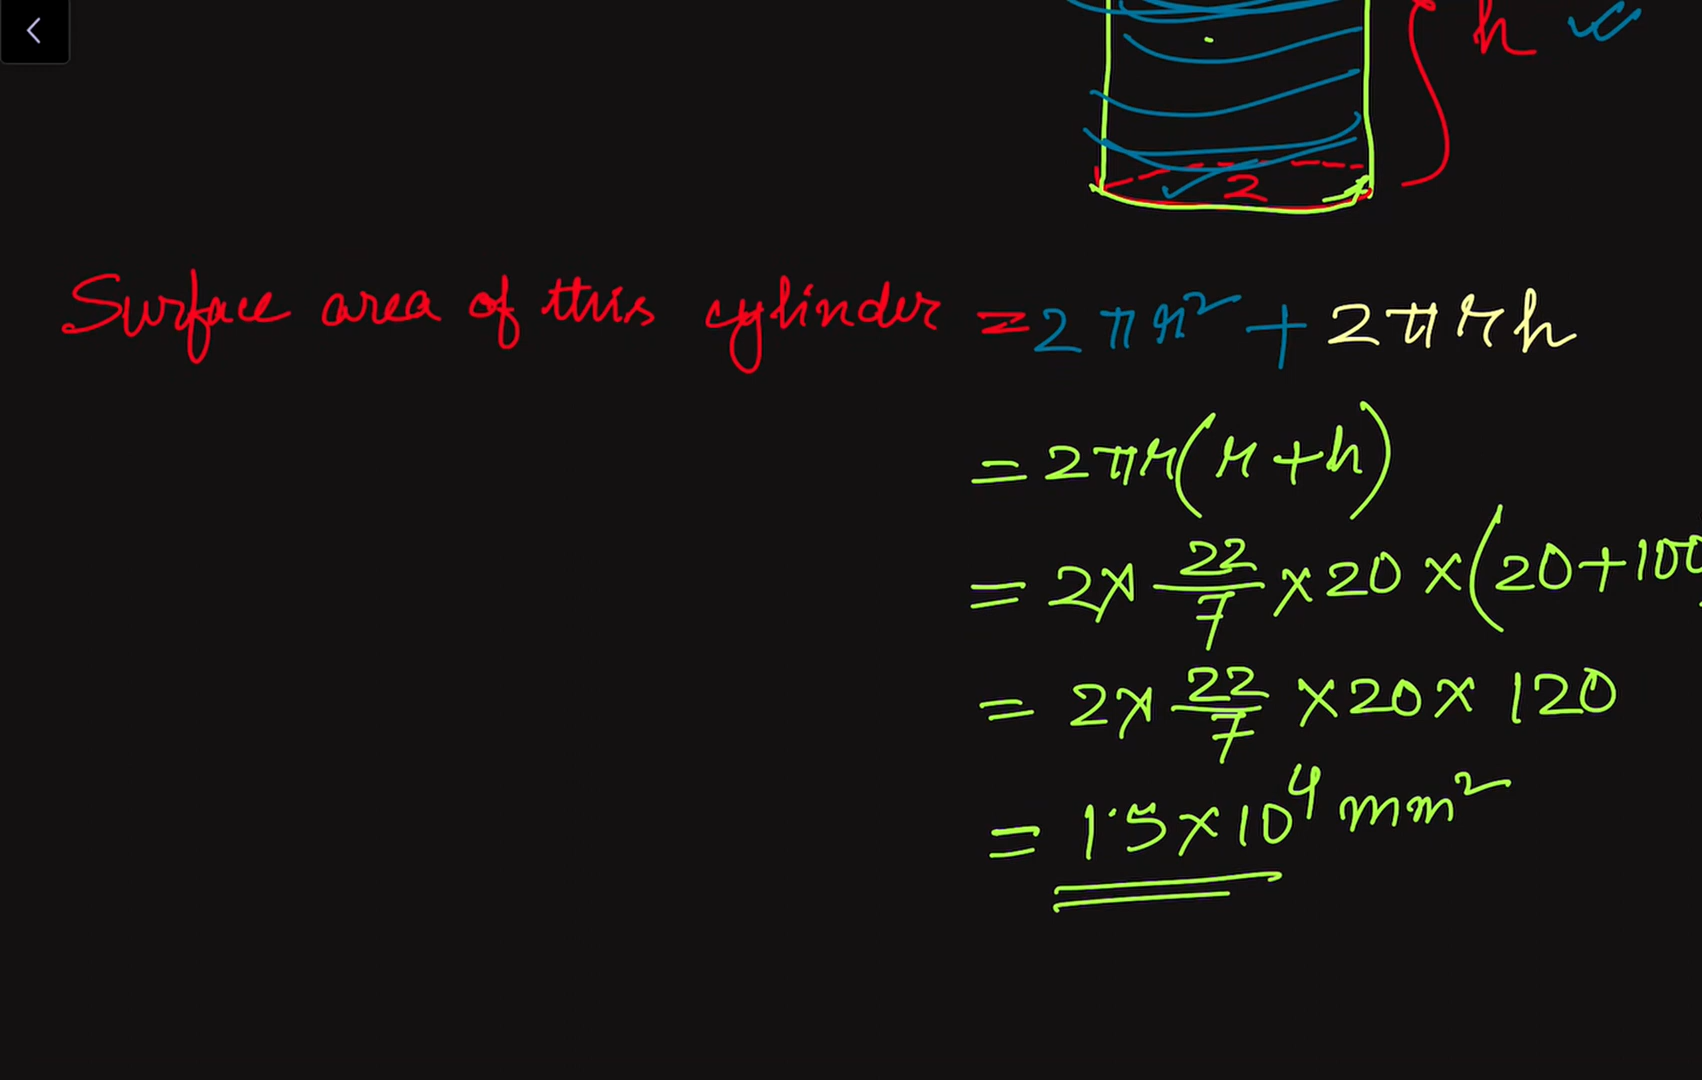 h
2
Surface area of this cylinder = 2πr² + 2πrh
= 2πr(r+h)
= 2× 22/7 ×20×(20+100
= 2× 22/7 ×20× 120
= 1.5×10⁴ mm²